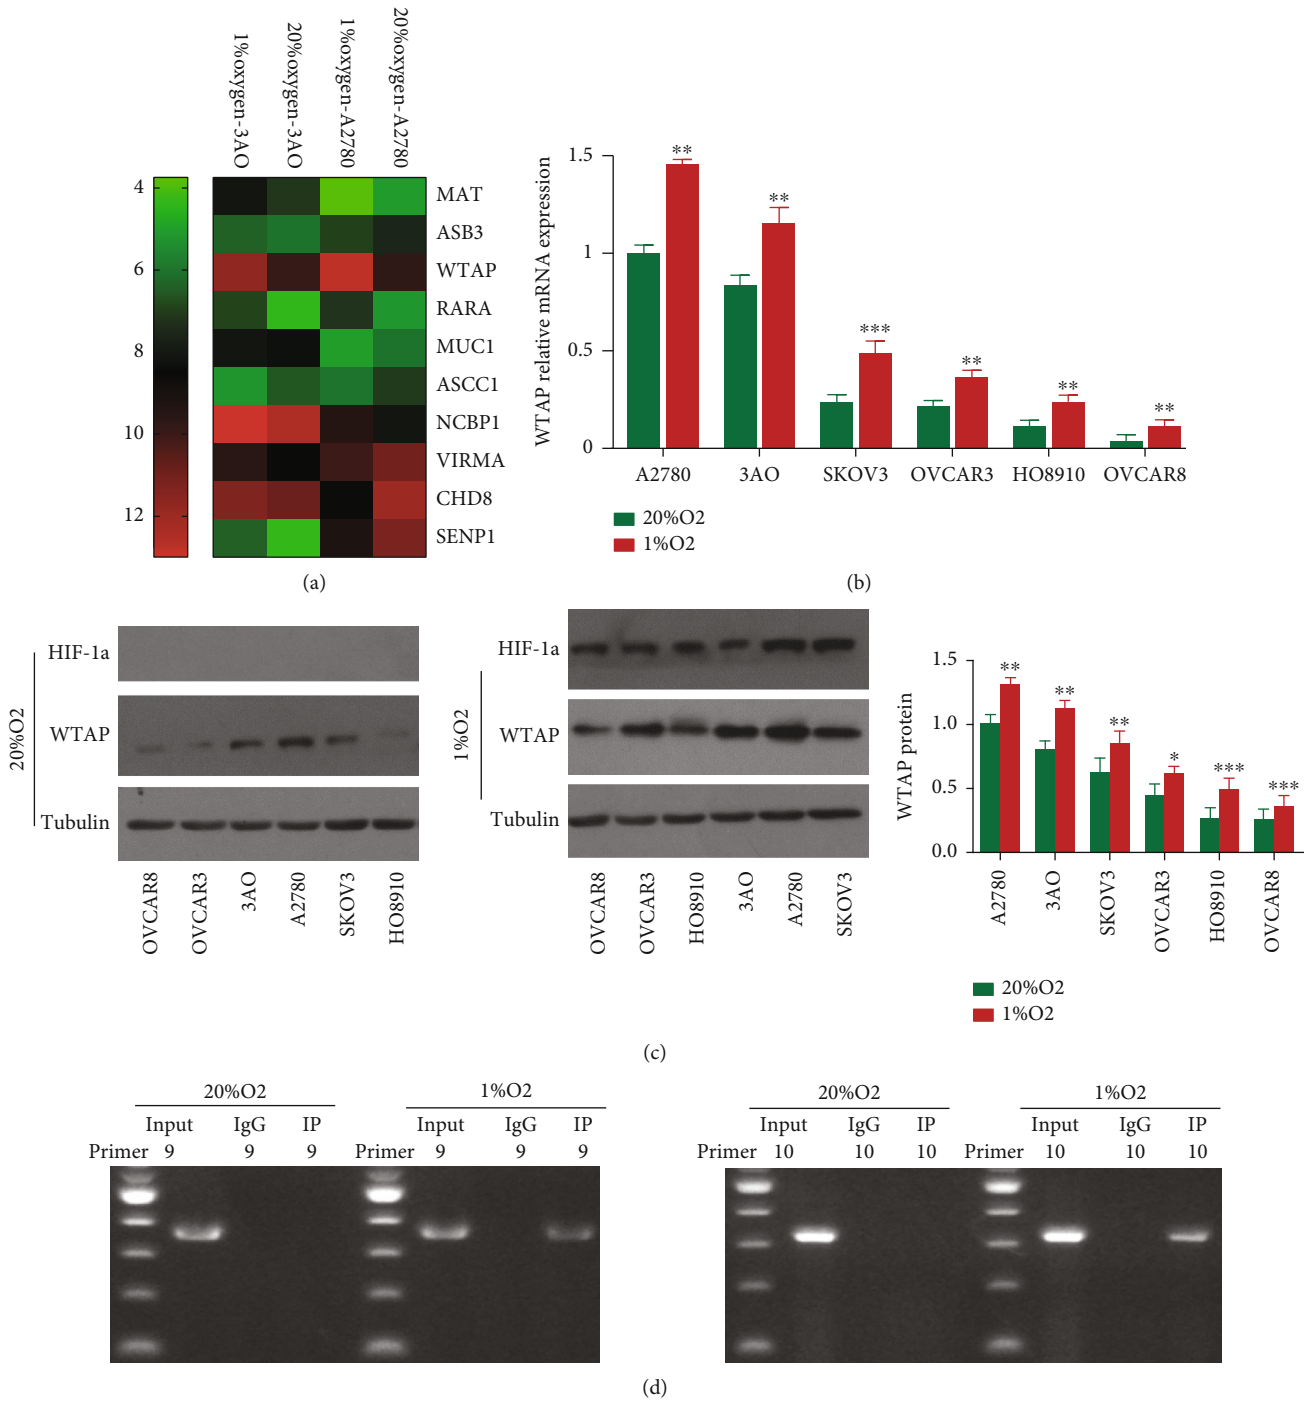 1%oxygen-3AO
20%oxygen-3AO
1%oxygen-A2780
20%oxygen-A2780
4
6
8
10
12
MAT
ASB3
WTAP
RARA
MUC1
ASCC1
NCBP1
VIRMA
CHD8
SENP1
(a)
WTAP relative mRNA expression
1.5
1
0.5
0
** ** *** ** ** **
A2780 3AO SKOV3 OVCAR3 HO8910 OVCAR8
20%O2
1%O2
(b)
20%O2
HIF-1a
WTAP
Tubulin
OVCAR8
OVCAR3
3AO
A2780
SKOV3
HO8910
1%O2
HIF-1a
WTAP
Tubulin
OVCAR8
OVCAR3
HO8910
3AO
A2780
SKOV3
WTAP protein
1.5
1.0
0.5
0.0
** ** ** * *** ***
A2780
3AO
SKOV3
OVCAR3
HO8910
OVCAR8
20%O2
1%O2
(c)
20%O2 1%O2
Input IgG IP Input IgG IP
Primer 9 9 9 Primer 9 9 9
20%O2 1%O2
Input IgG IP Input IgG IP
Primer 10 10 10 Primer 10 10 10
(d)